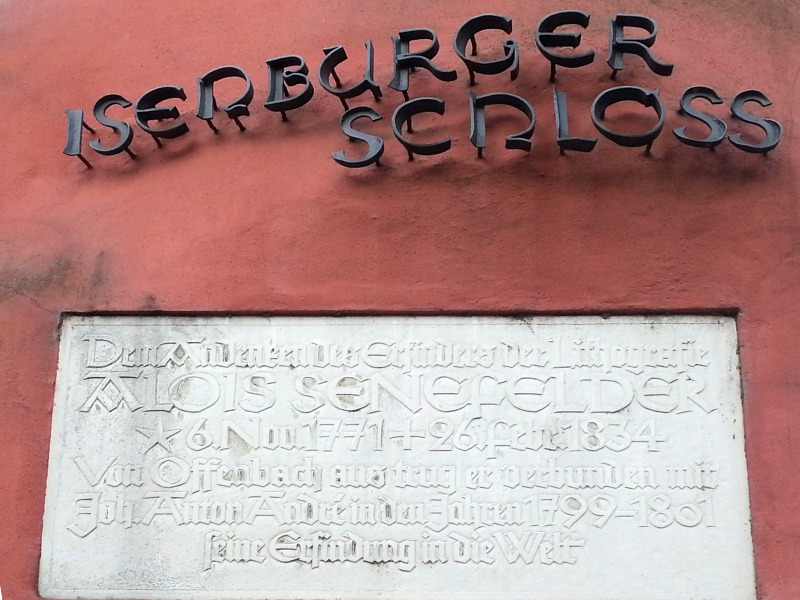 ISENBURGER
SCHLOSS
Dem Andenken des Erfinders der Lithografie
ALOIS SENEFELDER
* 6. Nov. 1771 + 26. Febr. 1834
Von Offenbach aus trug er verbunden mit
Joh. Anton André in den Jahren 1799-1801
seine Erfindung in die Welt